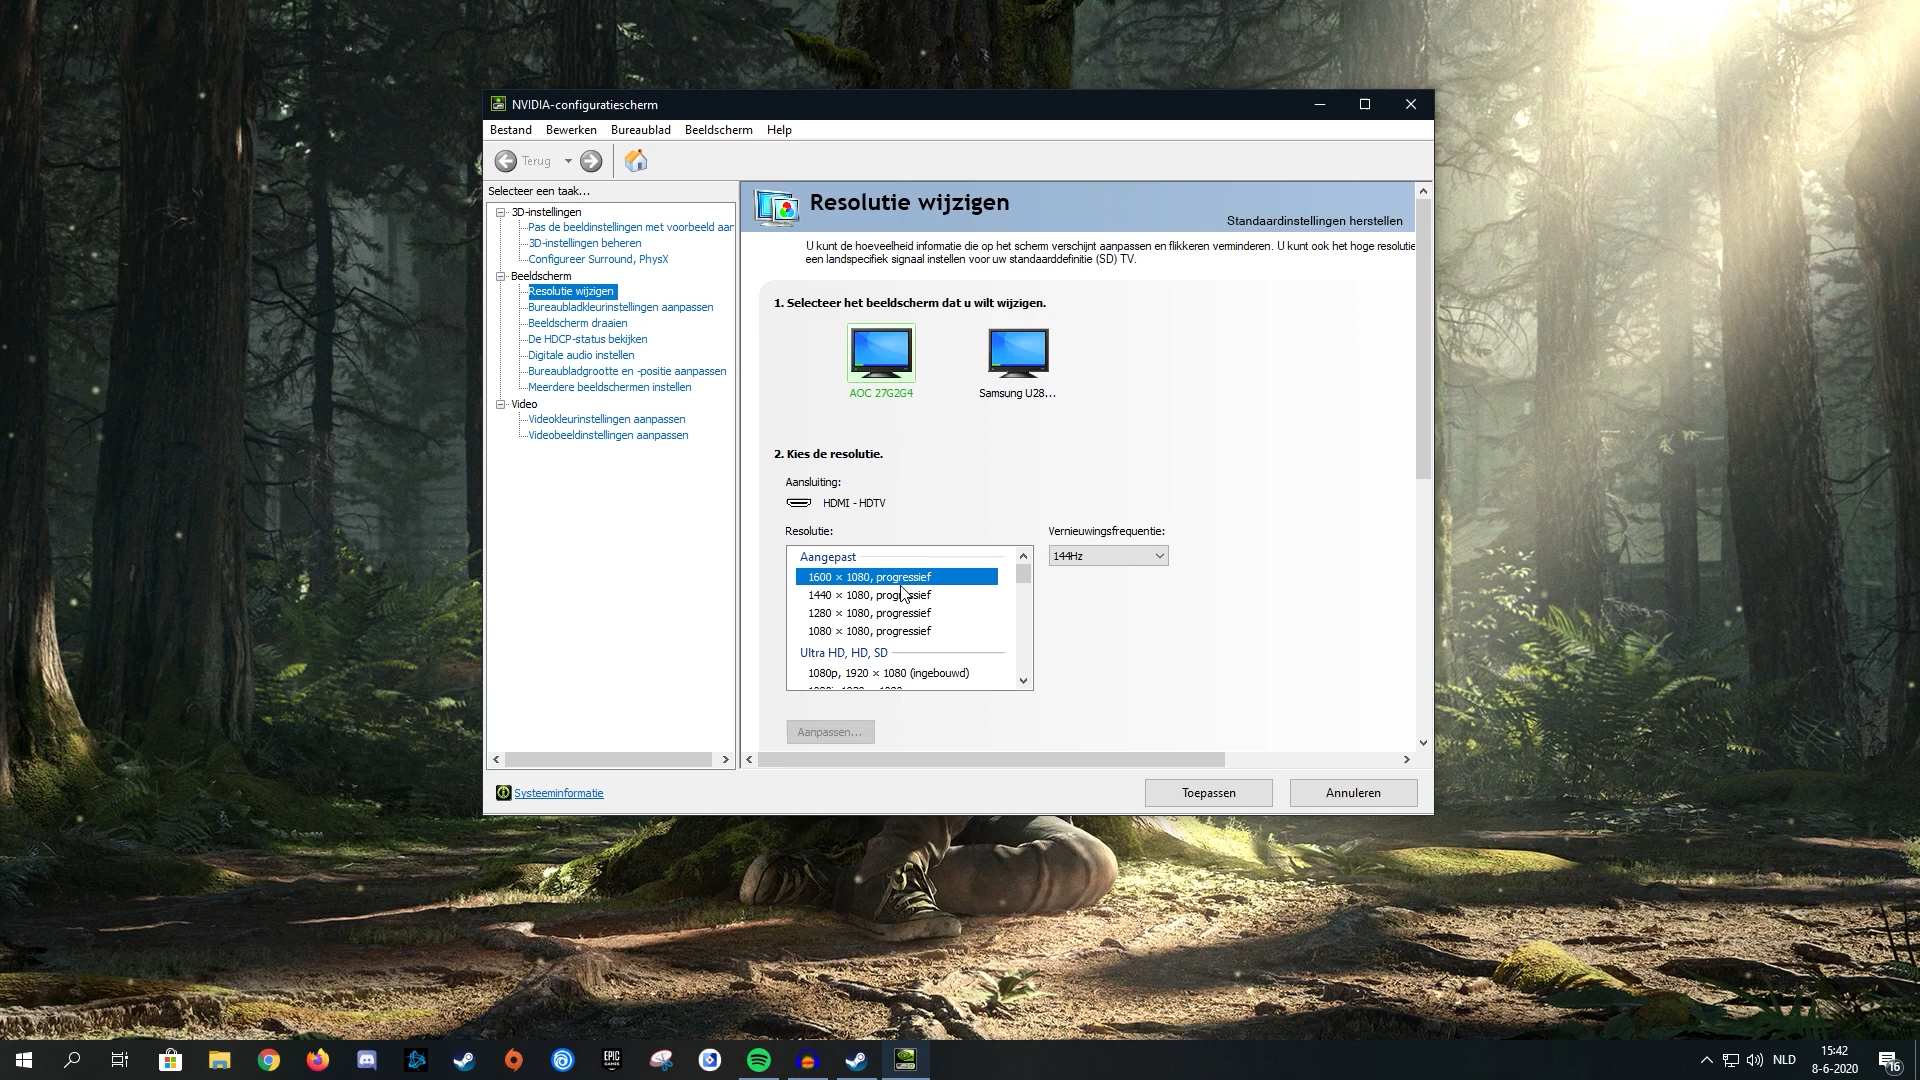 NVIDIA-configuratiescherm
Bestand Bewerken Bureaublad Beeldscherm Help
Terug
Selecteer een taak...
3D-instellingen
Pas de beeldinstellingen met voorbeeld aan
3D-instellingen beheren
Configureer Surround, PhysX
Beeldscherm
Resolutie wijzigen
Bureaubladkleurinstellingen aanpassen
Beeldscherm draaien
De HDCP-status bekijken
Digitale audio instellen
Bureaubladgrootte en -positie aanpassen
Meerdere beeldschermen instellen
Video
Videokleurinstellingen aanpassen
Videobeeldinstellingen aanpassen
Systeeminformatie
Resolutie wijzigen
Standaardinstellingen herstellen
U kunt de hoeveelheid informatie die op het scherm verschijnt aanpassen en flikkeren verminderen. U kunt ook het hoge resolutie
een landspecifiek signaal instellen voor uw standaarddefinitie (SD) TV.
1. Selecteer het beeldscherm dat u wilt wijzigen.
AOC 27G2G4 Samsung U28...
2. Kies de resolutie.
Aansluiting:
HDMI - HDTV
Resolutie: Vernieuwingsfrequentie:
144Hz
Aangepast
1600 × 1080, progressief
1440 × 1080, progressief
1280 × 1080, progressief
1080 × 1080, progressief
Ultra HD, HD, SD
1080p, 1920 × 1080 (ingebouwd)
Aanpassen...
Toepassen Annuleren
EPIC GAMES
NLD
15:42
8-6-2020
16